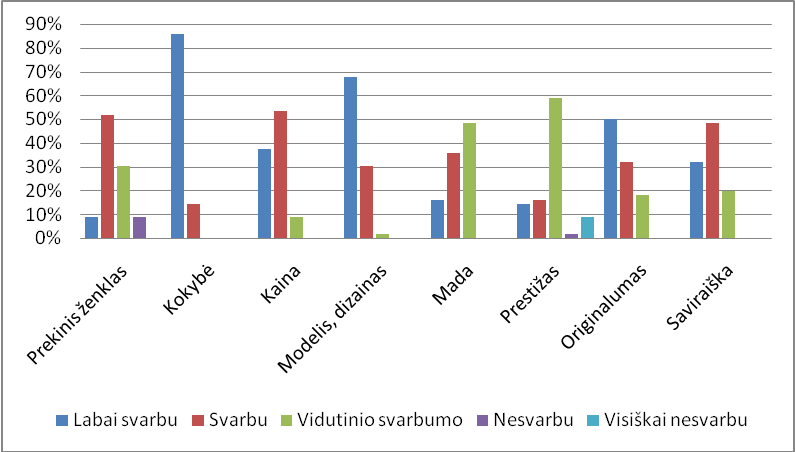 90%
80%
70%
60%
50%
40%
30%
20%
10%
0%
Prekinis ženklas
Kokybė
Kaina
Modelis, dizainas
Mada
Prestižas
Originalumas
Saviraiška
Labai svarbu
Svarbu
Vidutinio svarbumo
Nesvarbu
Visiškai nesvarbu